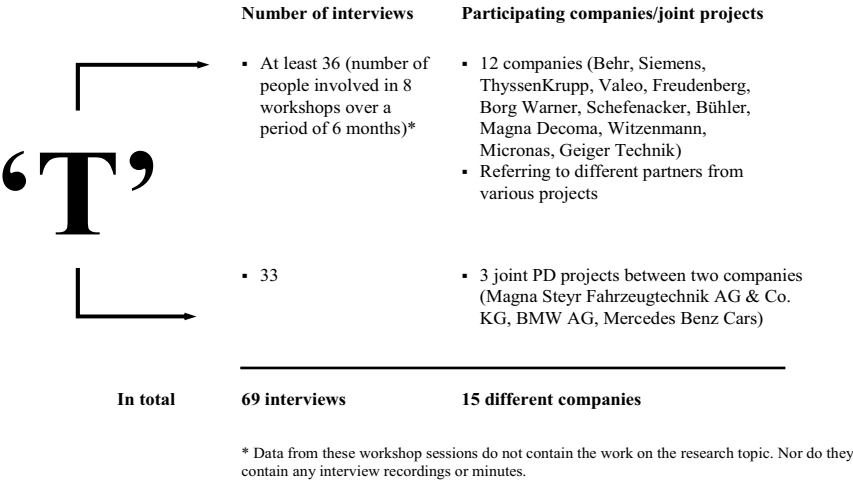 Number of interviews
Participating companies/joint projects
▪ At least 36 (number of
people involved in 8
workshops over a
period of 6 months)*
▪ 12 companies (Behr, Siemens,
ThyssenKrupp, Valeo, Freudenberg,
Borg Warner, Schefenacker, Bühler,
Magna Decoma, Witzenmann,
Micronas, Geiger Technik)
▪ Referring to different partners from
various projects
‘T’
▪ 33
▪ 3 joint PD projects between two companies
(Magna Steyr Fahrzeugtechnik AG & Co.
KG, BMW AG, Mercedes Benz Cars)
In total
69 interviews
15 different companies
* Data from these workshop sessions do not contain the work on the research topic. Nor do they
contain any interview recordings or minutes.